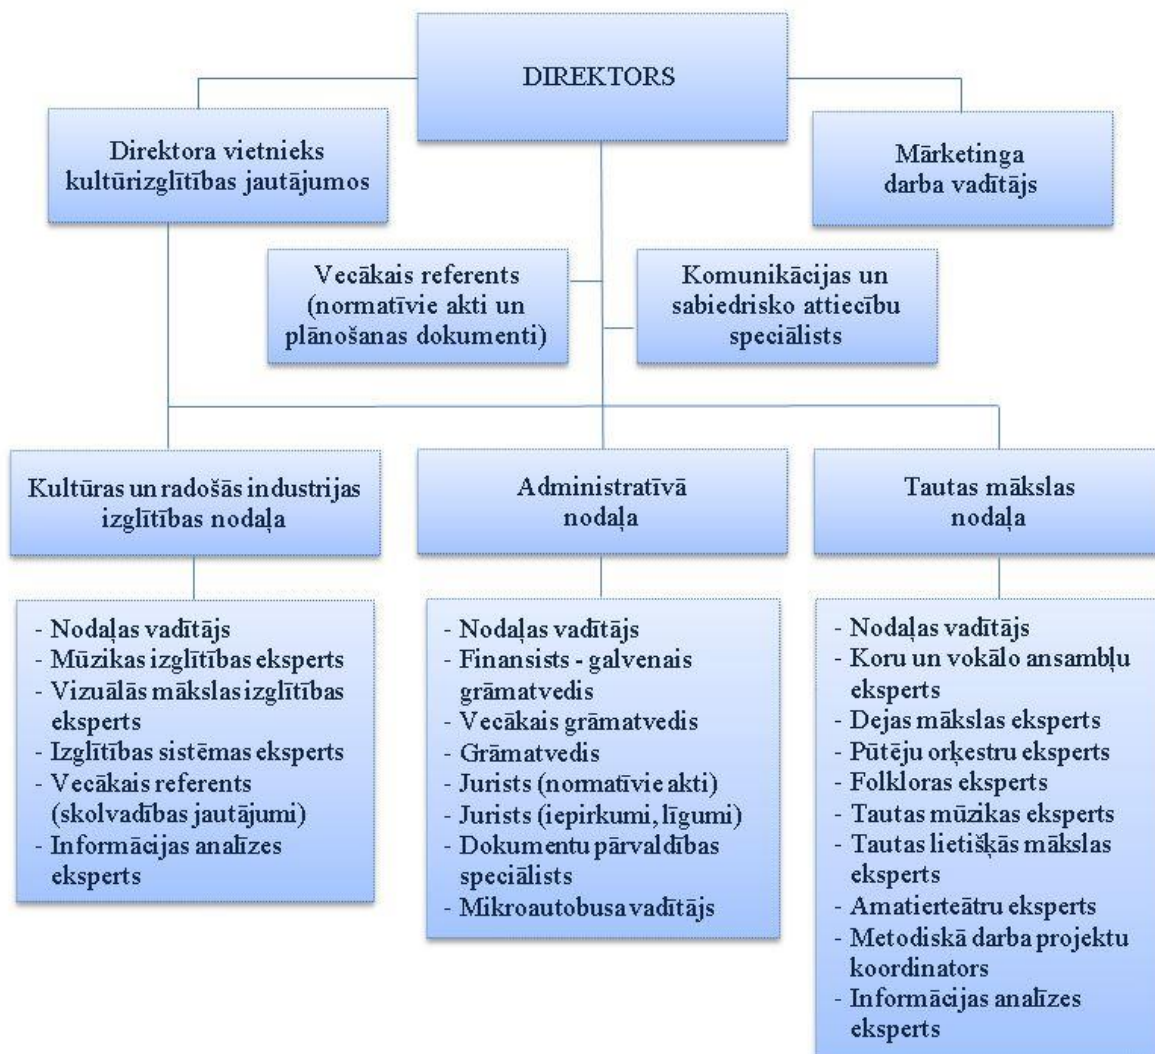 DIREKTORS
Direktora vietnieks
kultūrizglītības jautājumos
Mārketinga
darba vadītājs
Vecākais referents
(normatīvie akti un
plānošanas dokumenti)
Komunikācijas un
sabiedrisko attiecību
speciālists
Kultūras un radošās industrijas
izglītības nodaļa
Administratīvā
nodaļa
Tautas mākslas
nodaļa
- Nodaļas vadītājs
- Mūzikas izglītības eksperts
- Vizuālās mākslas izglītības
eksperts
- Izglītības sistēmas eksperts
- Vecākais referents
(skolvadības jautājumi)
- Informācijas analīzes
eksperts
- Nodaļas vadītājs
- Finansists - galvenais
grāmatvedis
- Vecākais grāmatvedis
- Grāmatvedis
- Jurists (normatīvie akti)
- Jurists (iepirkumi, līgumi)
- Dokumentu pārvaldības
speciālists
- Mikroautobusa vadītājs
- Nodaļas vadītājs
- Koru un vokālo ansambļu
eksperts
- Dejas mākslas eksperts
- Pūtēju orķestru eksperts
- Folkloras eksperts
- Tautas mūzikas eksperts
- Tautas lietišķās mākslas
eksperts
- Amatierteātru eksperts
- Metodiskā darba projektu
koordinators
- Informācijas analīzes
eksperts